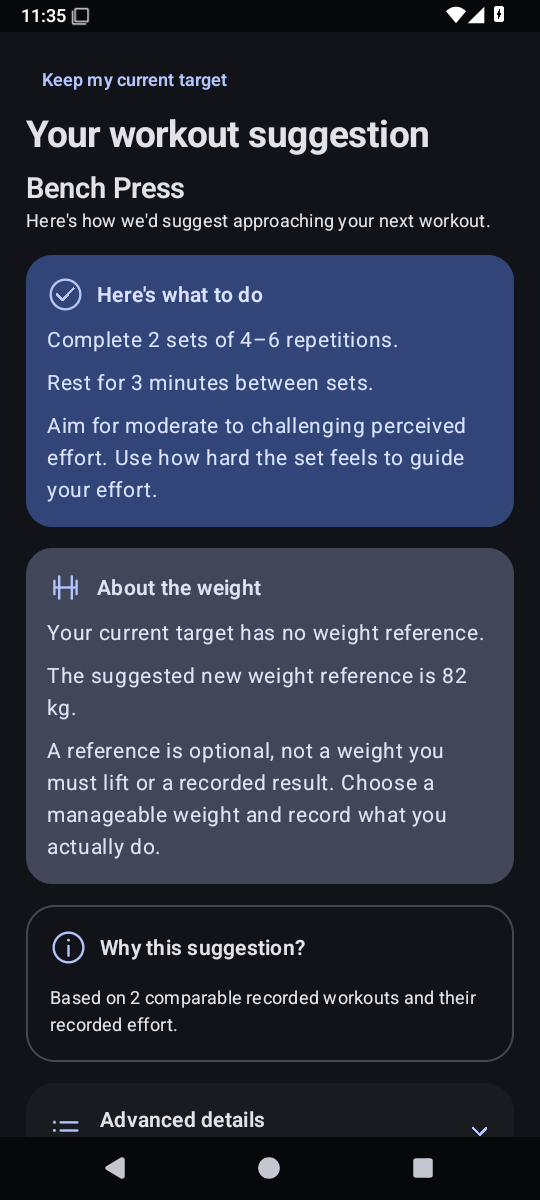 11:35
Keep my current target
Your workout suggestion
Bench Press
Here's how we'd suggest approaching your next workout.
Here's what to do
Complete 2 sets of 4–6 repetitions.
Rest for 3 minutes between sets.
Aim for moderate to challenging perceived
effort. Use how hard the set feels to guide
your effort.
About the weight
Your current target has no weight reference.
The suggested new weight reference is 82
kg.
A reference is optional, not a weight you
must lift or a recorded result. Choose a
manageable weight and record what you
actually do.
Why this suggestion?
Based on 2 comparable recorded workouts and their
recorded effort.
Advanced details